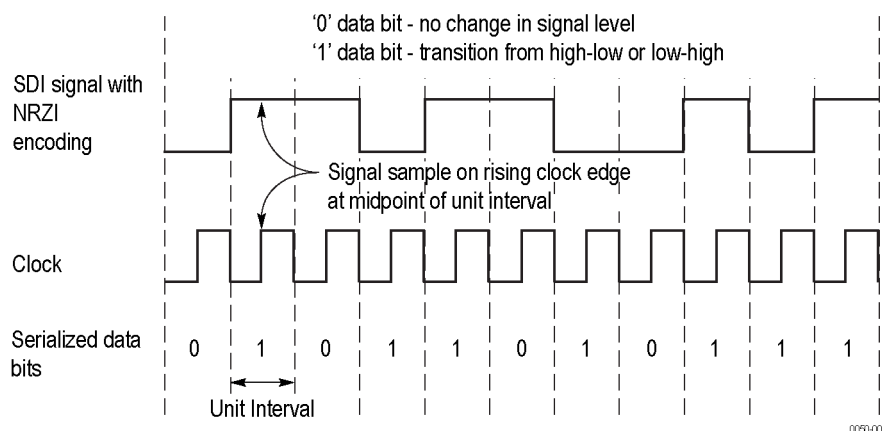 '0' data bit - no change in signal level
'1' data bit - transition from high-low or low-high
SDI signal with
NRZI
encoding
Signal sample on rising clock edge
at midpoint of unit interval
Clock
Serialized data
bits
0 1 0 1 1 0 1 0 1 1 1
Unit Interval
0050-00